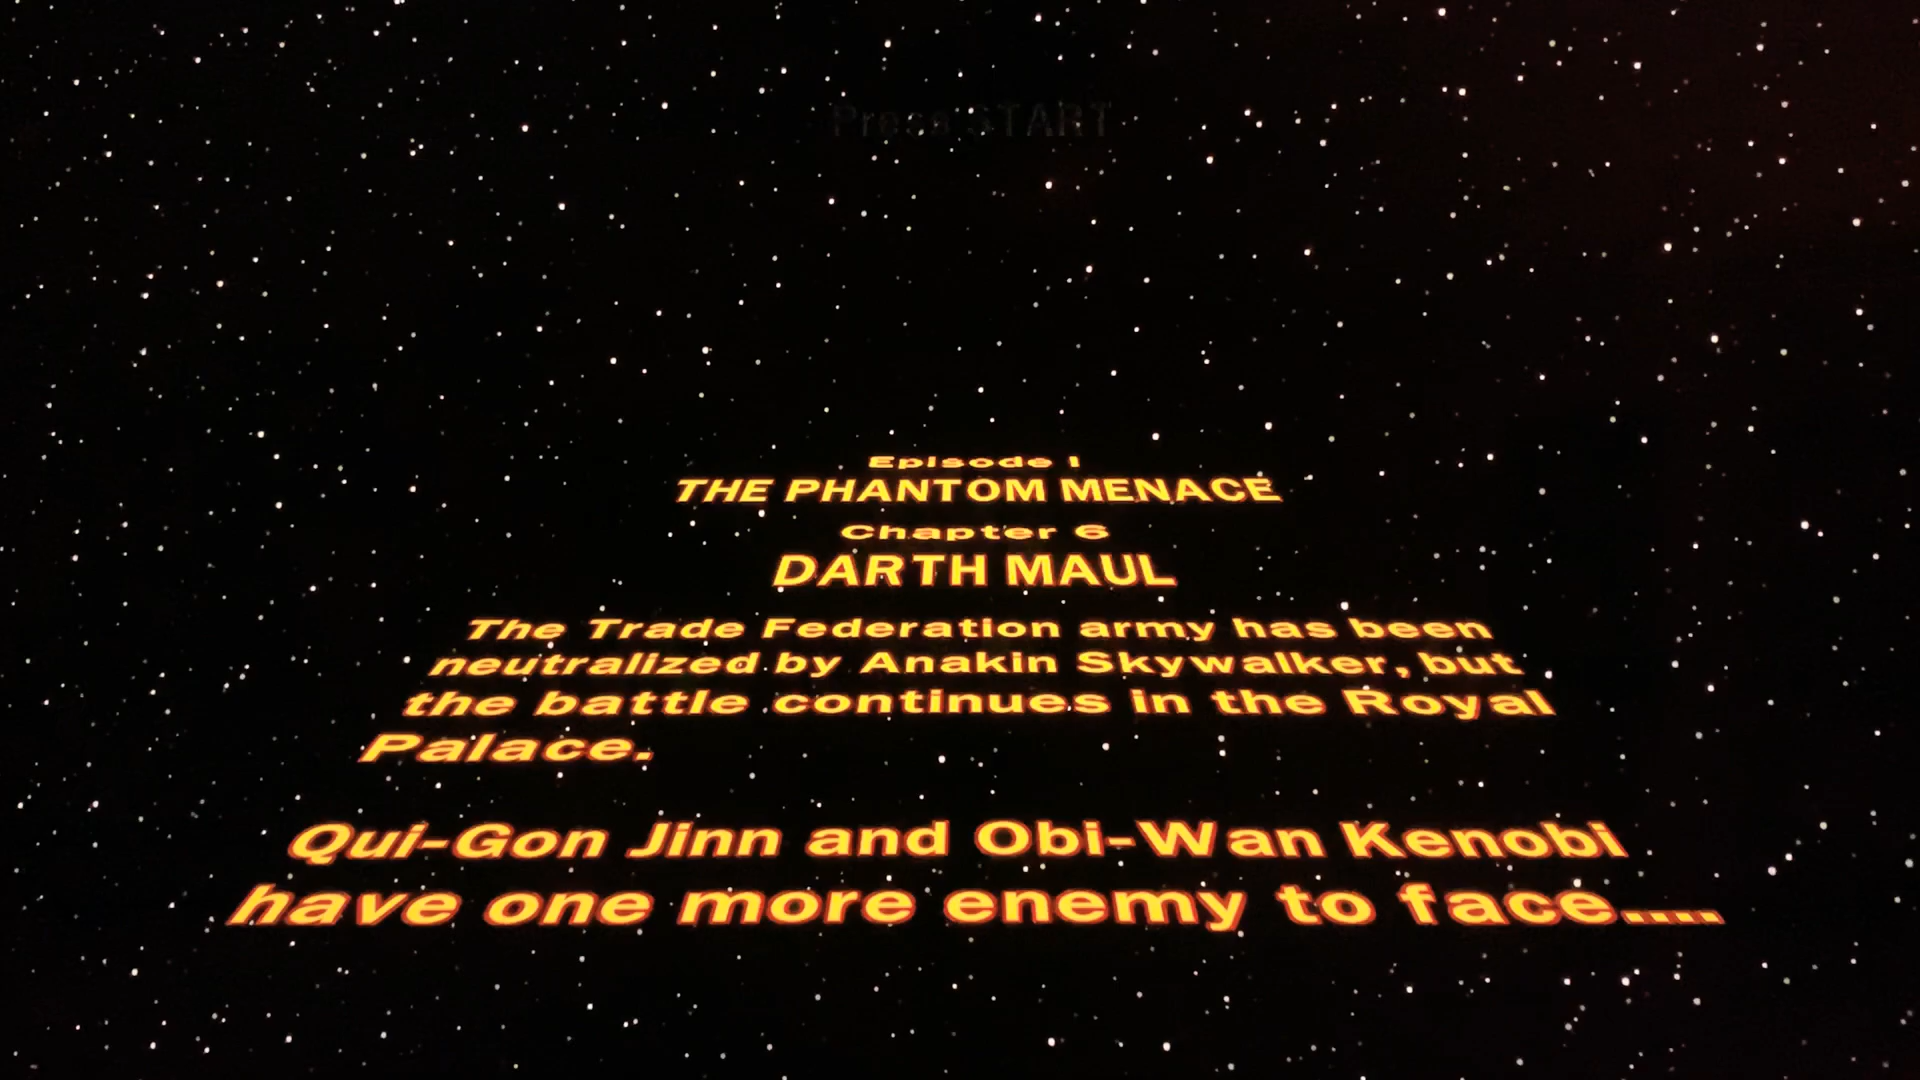 Press START
Episode I
THE PHANTOM MENACE
Chapter 6
DARTH MAUL
The Trade Federation army has been
neutralized by Anakin Skywalker, but
the battle continues in the Royal
Palace.
Qui-Gon Jinn and Obi-Wan Kenobi
have one more enemy to face....